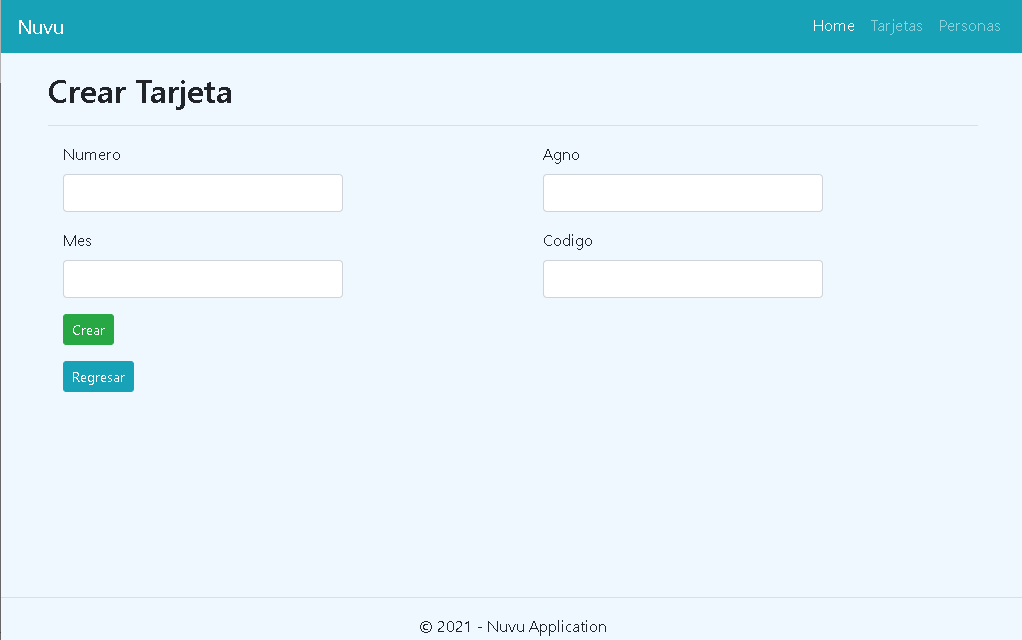 Nuvu Home Tarjetas Personas
Crear Tarjeta
Numero Agno
Mes Codigo
Crear
Regresar
© 2021 - Nuvu Application